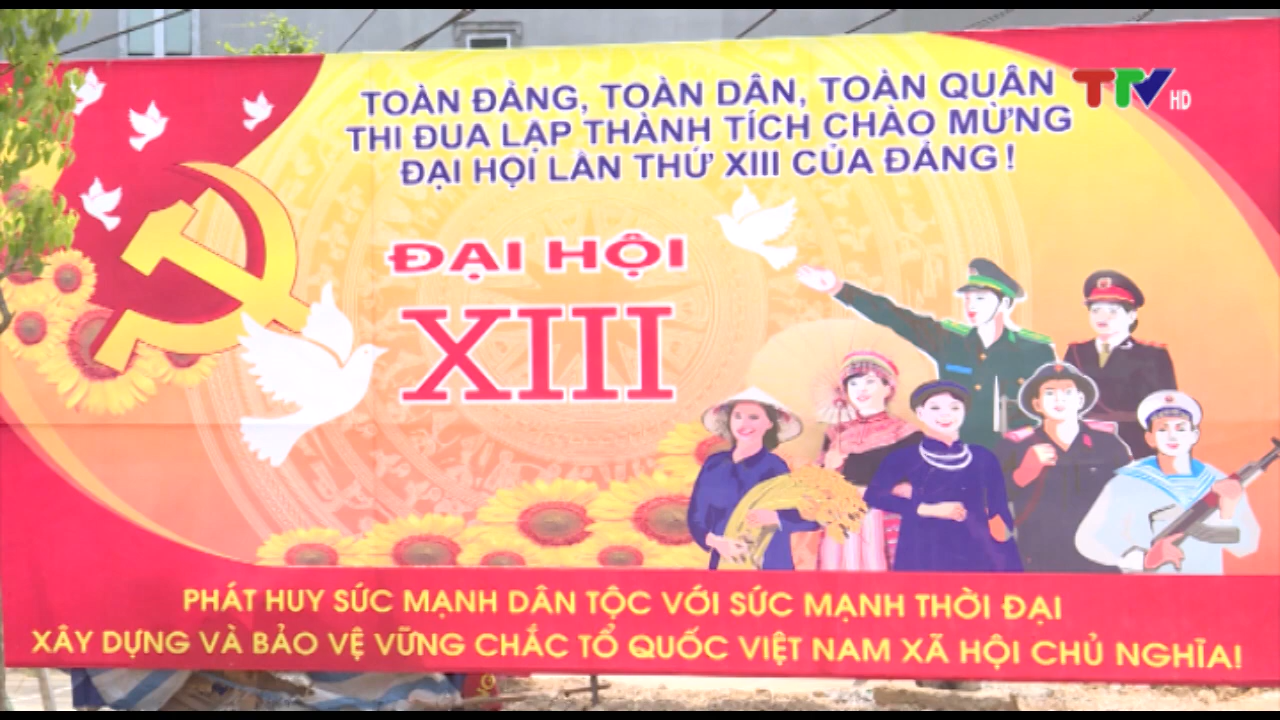 TOÀN ĐẢNG, TOÀN DÂN, TOÀN QUÂN
THI ĐUA LẬP THÀNH TÍCH CHÀO MỪNG
ĐẠI HỘI LẦN THỨ XIII CỦA ĐẢNG!
TTV HD
ĐẠI HỘI
XIII
PHÁT HUY SỨC MẠNH DÂN TỘC VỚI SỨC MẠNH THỜI ĐẠI
XÂY DỰNG VÀ BẢO VỆ VỮNG CHẮC TỔ QUỐC VIỆT NAM XÃ HỘI CHỦ NGHĨA!